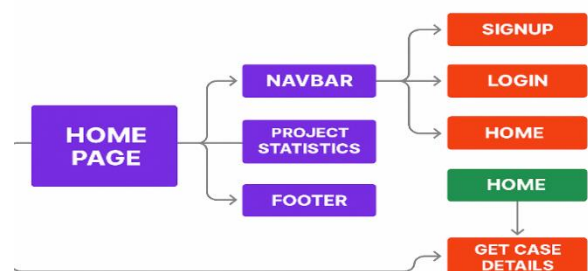 SIGNUP
NAVBAR
LOGIN
HOME
PAGE
PROJECT
STATISTICS
HOME
FOOTER
HOME
GET CASE
DETAILS